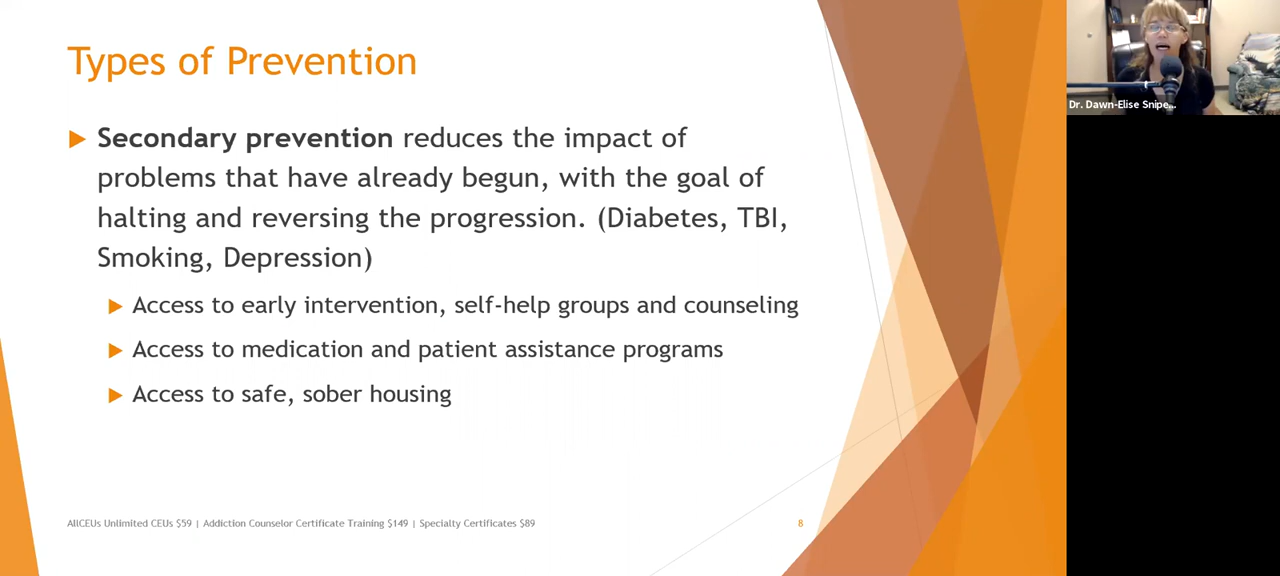 Types of Prevention
Secondary prevention reduces the impact of
problems that have already begun, with the goal of
halting and reversing the progression. (Diabetes, TBI,
Smoking, Depression)
Access to early intervention, self-help groups and counseling
Access to medication and patient assistance programs
Access to safe, sober housing
AllCEUs Unlimited CEUs $59 | Addiction Counselor Certificate Training $149 | Specialty Certificates $89
8
Dr. Dawn-Elise Snipe...